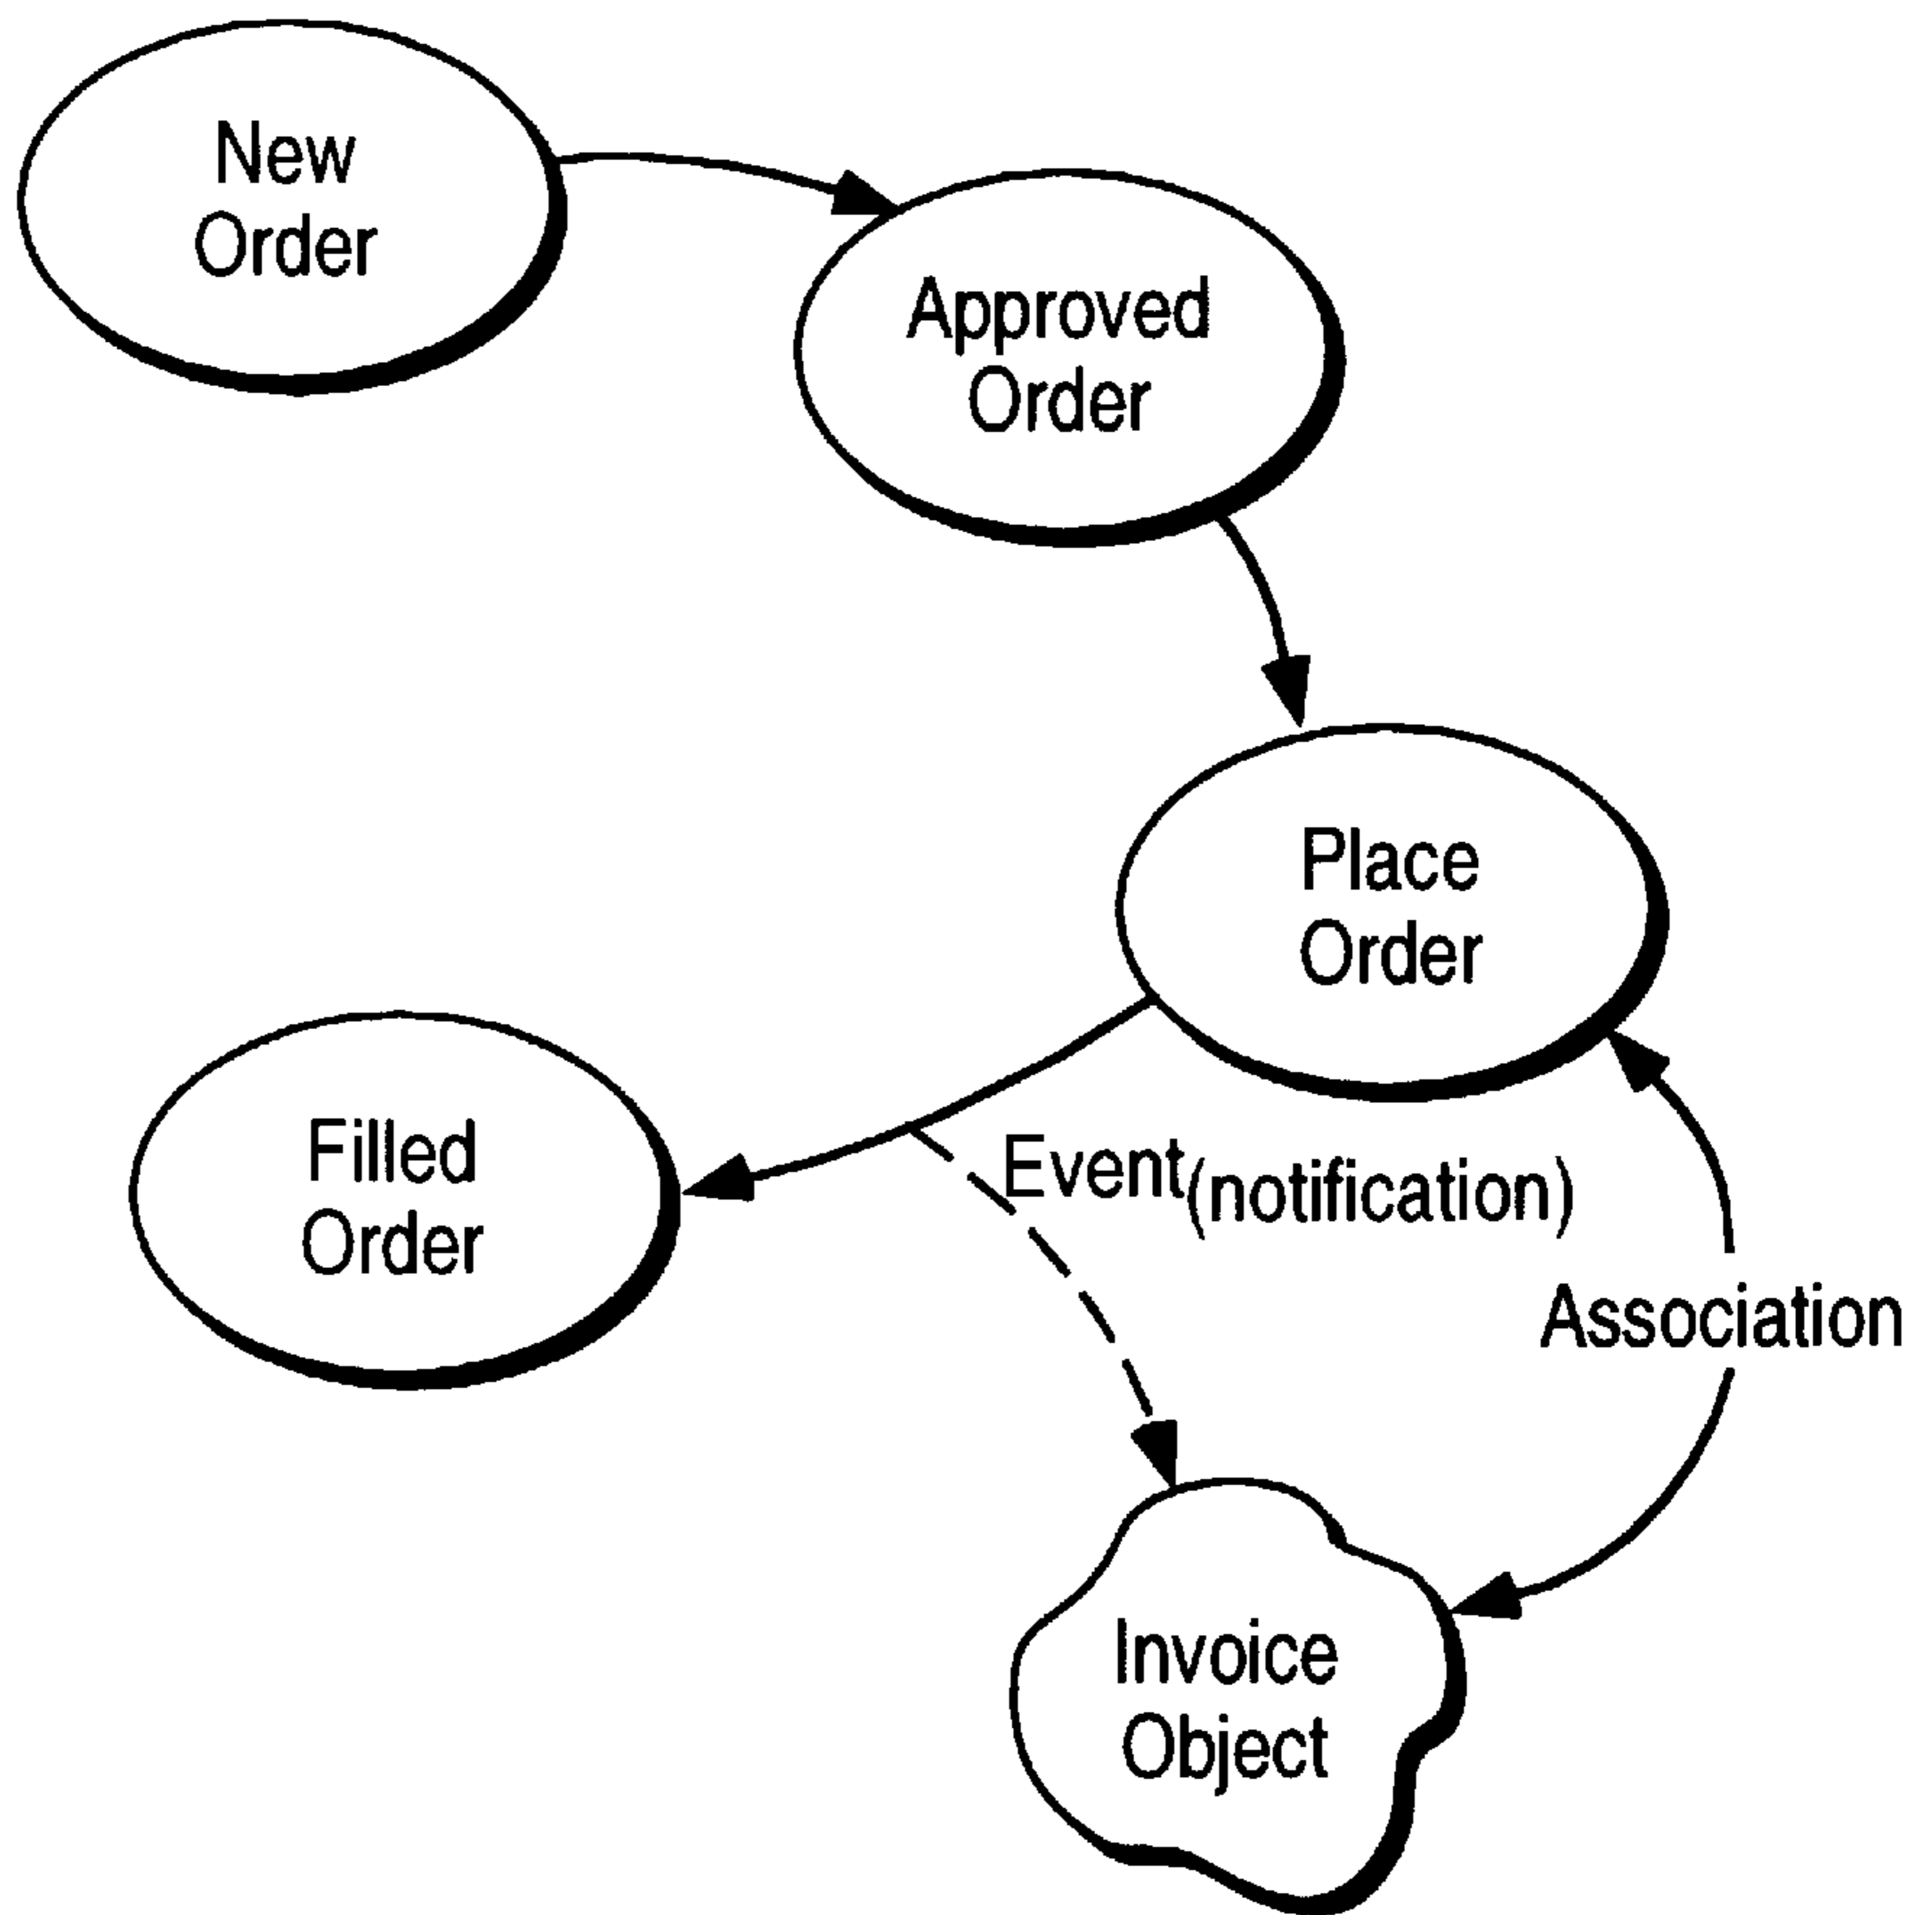 New
Order
Approved
Order
Place
Order
Filled
Order
Event(notification)
Association
Invoice
Object